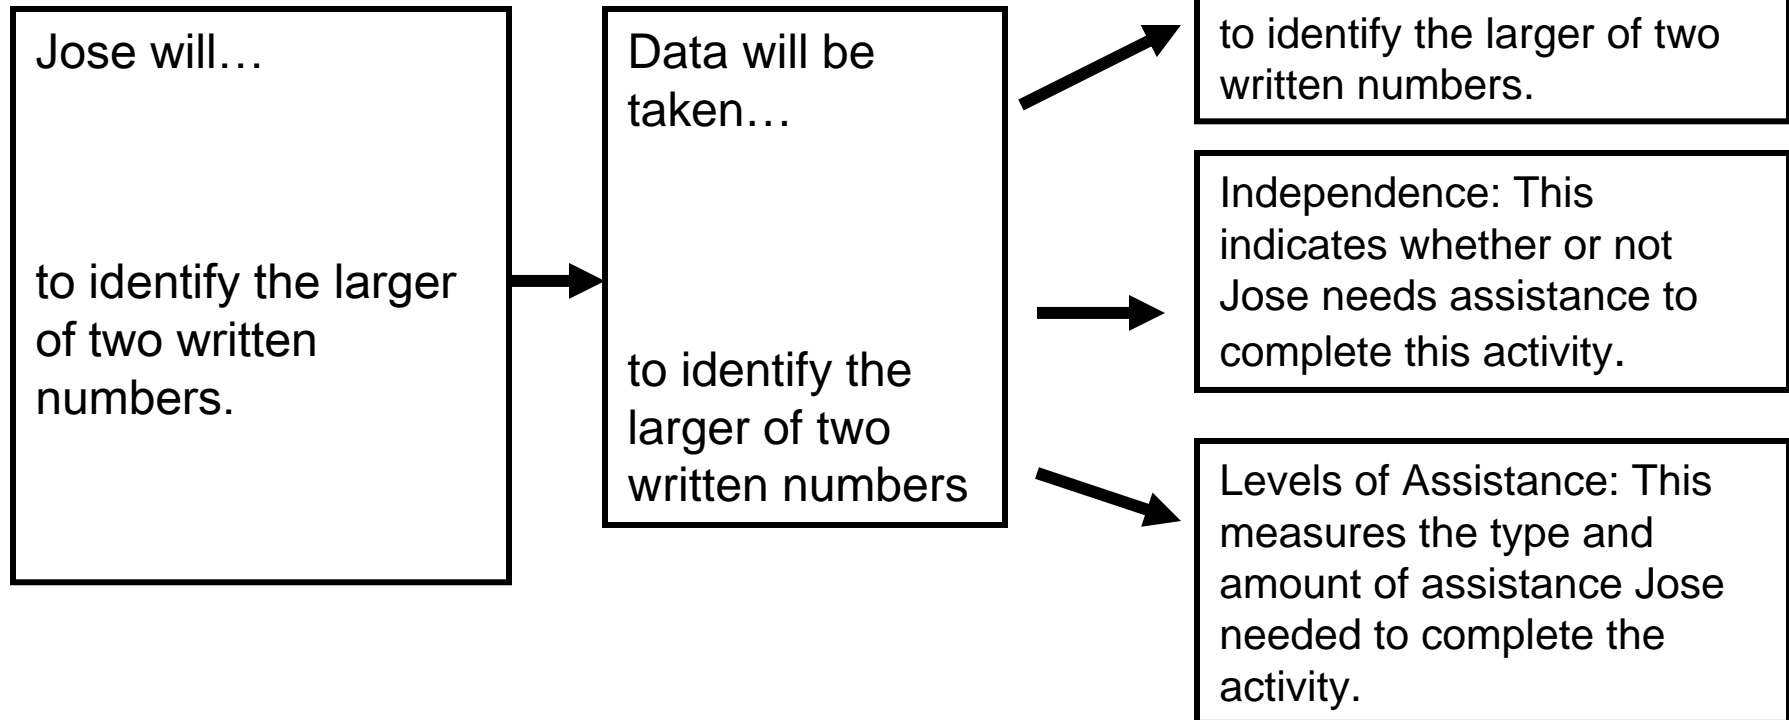 Jose will…
to identify the larger
of two written
numbers.
Data will be
taken…
to identify the
larger of two
written numbers
to identify the larger of two
written numbers.
Independence: This
indicates whether or not
Jose needs assistance to
complete this activity.
Levels of Assistance: This
measures the type and
amount of assistance Jose
needed to complete the
activity.